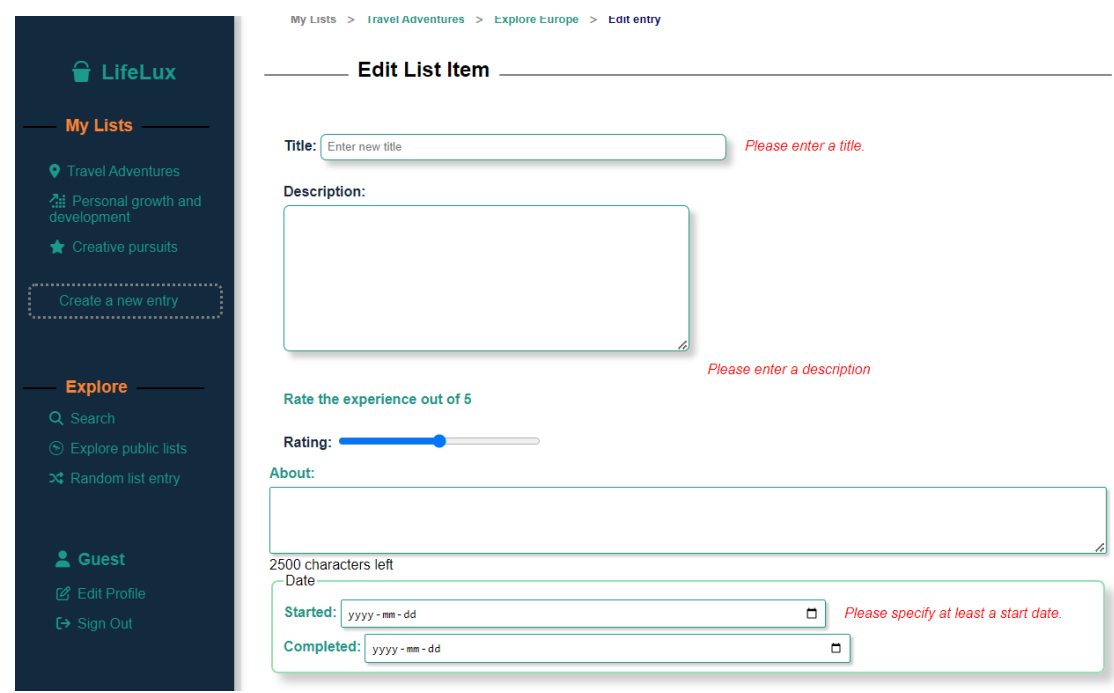 My Lists > Travel Adventures > Explore Europe > Edit entry
LifeLux
Edit List Item
My Lists
Travel Adventures
Personal growth and
development
Creative pursuits
Create a new entry
Explore
Search
Explore public lists
Random list entry
Guest
Edit Profile
Sign Out
Title: Enter new title Please enter a title.
Description:
Please enter a description
Rate the experience out of 5
Rating:
About:
2500 characters left
Date
Started: yyyy-mm-dd Please specify at least a start date.
Completed: yyyy-mm-dd